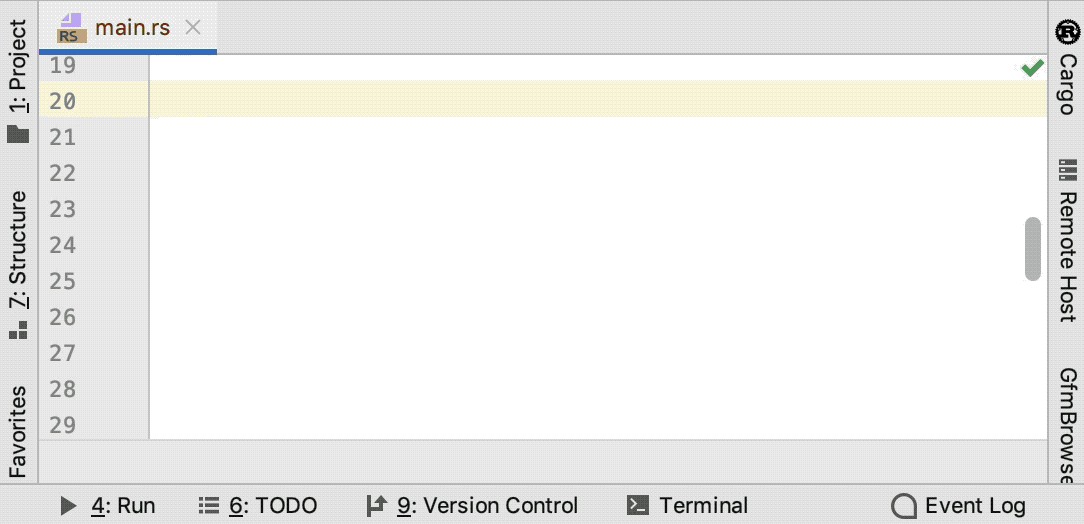 main.rs
RS
1: Project
7: Structure
Favorites
19
20
21
22
23
24
25
26
27
28
29
Cargo
Remote Host
GfmBrowse
4: Run
6: TODO
9: Version Control
Terminal
Event Log